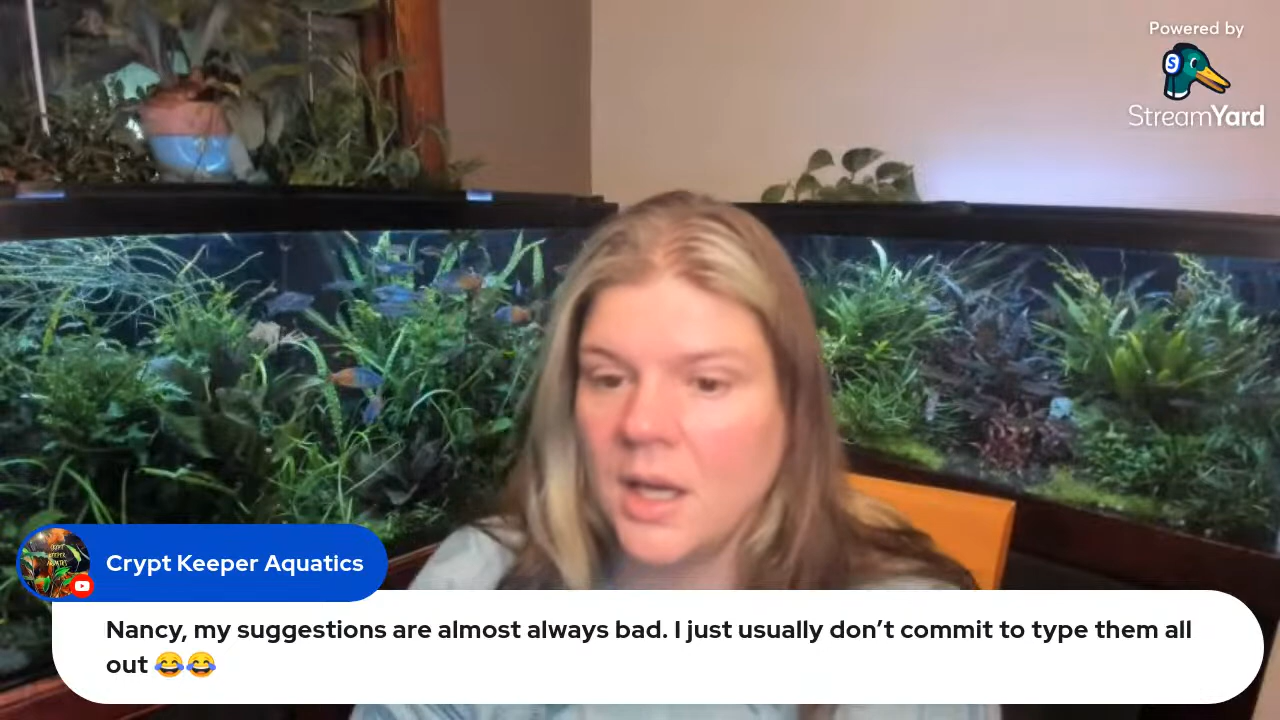 Powered by
StreamYard
Crypt Keeper Aquatics
Nancy, my suggestions are almost always bad. I just usually don’t commit to type them all
out 😂😂